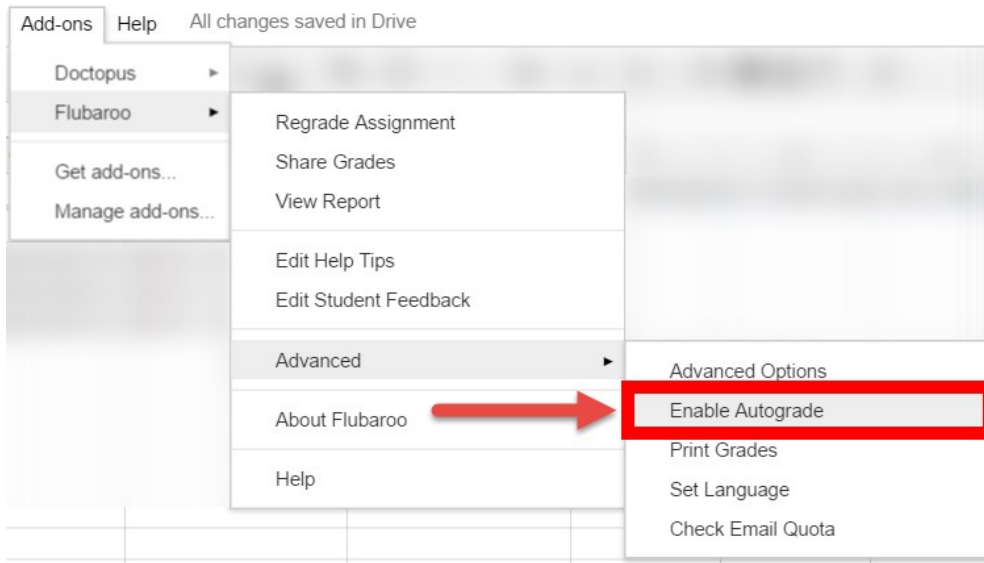 Add-ons Help All changes saved in Drive
Doctopus
Flubaroo
Get add-ons...
Manage add-ons...
Regrade Assignment
Share Grades
View Report
Edit Help Tips
Edit Student Feedback
Advanced
About Flubaroo
Help
Advanced Options
Enable Autograde
Print Grades
Set Language
Check Email Quota